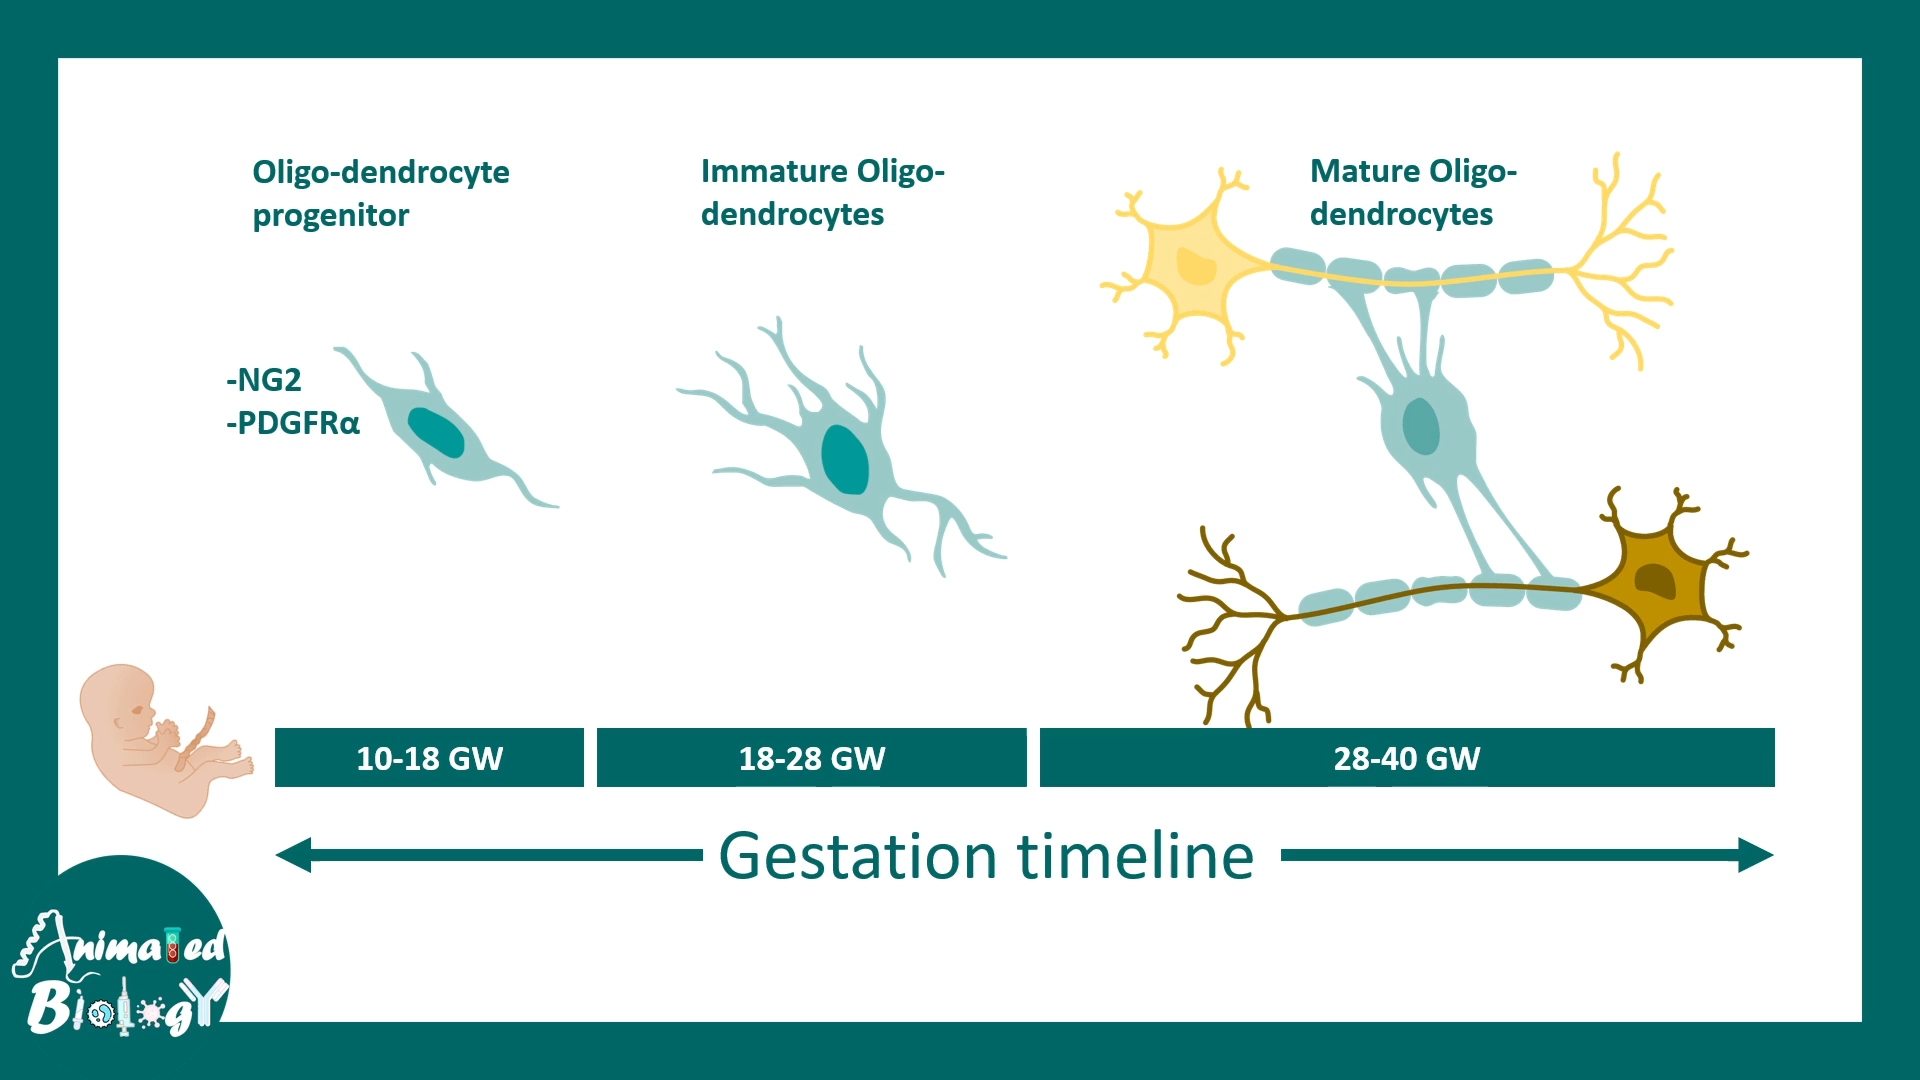 Oligo-dendrocyte
progenitor
Immature Oligo-
dendrocytes
Mature Oligo-
dendrocytes
-NG2
-PDGFRα
10-18 GW
18-28 GW
28-40 GW
Gestation timeline
Animated
Biology